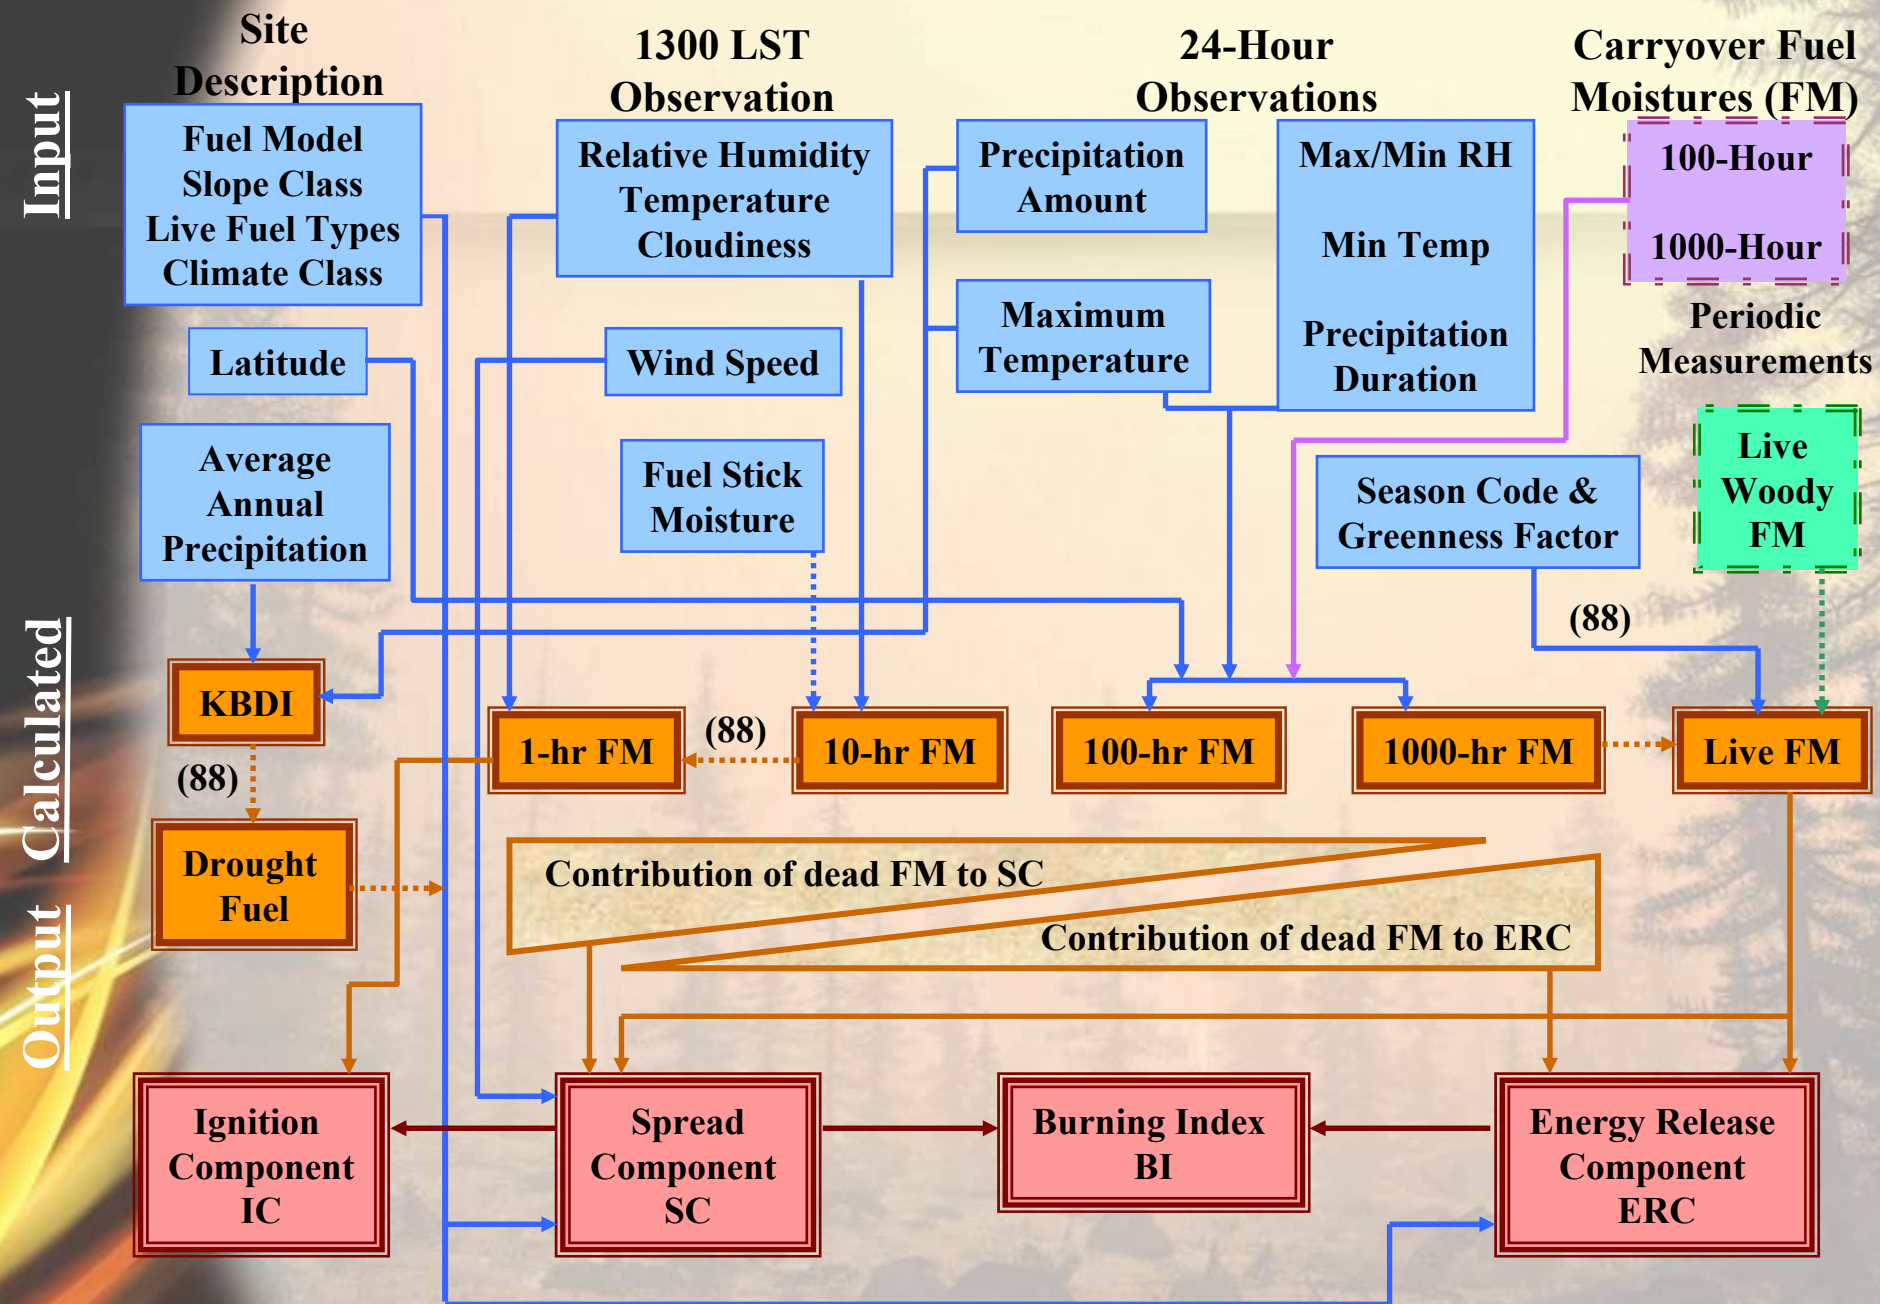 Site
Description
1300 LST
Observation
24-Hour
Observations
Carryover Fuel
Moistures (FM)
Input
Fuel Model
Slope Class
Live Fuel Types
Climate Class
Relative Humidity
Temperature
Cloudiness
Precipitation
Amount
Max/Min RH
Min Temp
Precipitation
Duration
100-Hour
1000-Hour
Latitude
Wind Speed
Maximum
Temperature
Periodic
Measurements
Average
Annual
Precipitation
Fuel Stick
Moisture
Season Code &
Greenness Factor
Live
Woody
FM
(88)
Calculated
KBDI
1-hr FM
(88)
10-hr FM
100-hr FM
1000-hr FM
Live FM
(88)
Drought
Fuel
Contribution of dead FM to SC
Contribution of dead FM to ERC
Output
Ignition
Component
IC
Spread
Component
SC
Burning Index
BI
Energy Release
Component
ERC